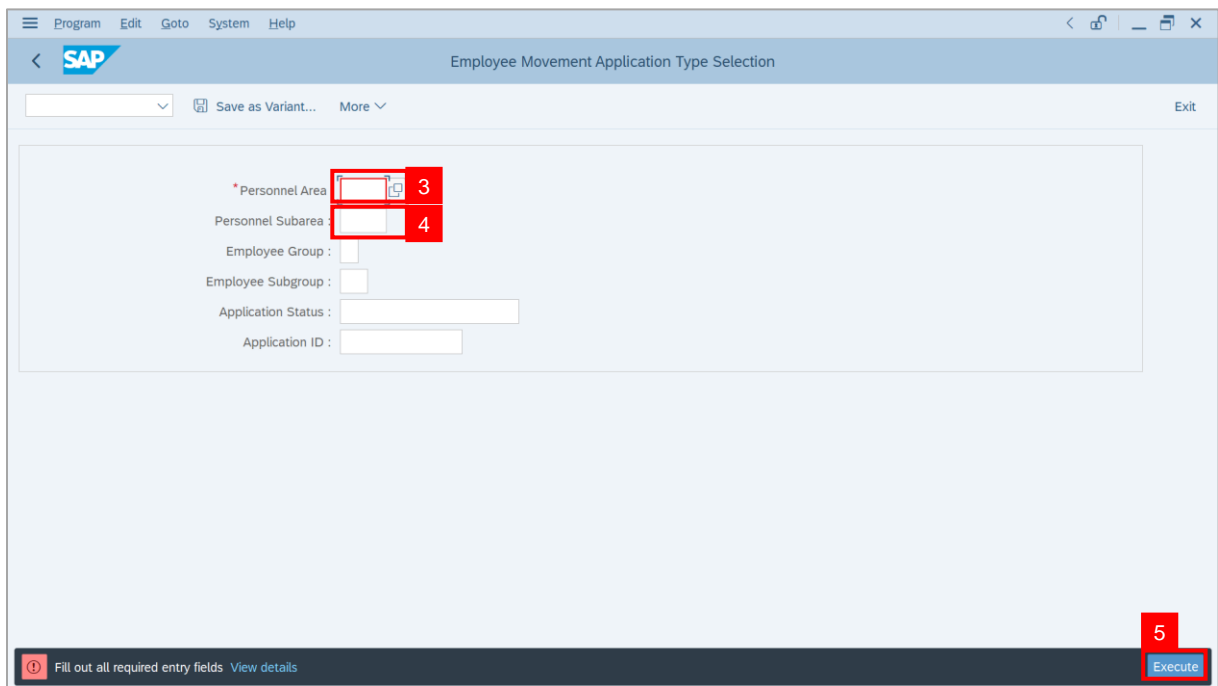 Program Edit Goto System Help
SAP Employee Movement Application Type Selection
Save as Variant... More Exit
*Personnel Area 3
Personnel Subarea : 4
Employee Group :
Employee Subgroup :
Application Status :
Application ID :
5
Fill out all required entry fields View details Execute